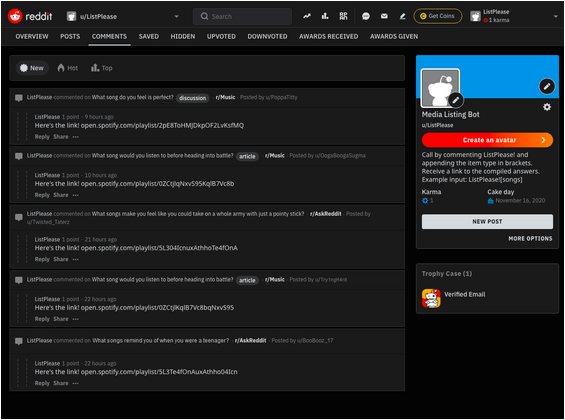 reddit
u/ListPlease
Search
Get Coins
ListPlease
1 karma
OVERVIEW POSTS COMMENTS SAVED HIDDEN UPVOTED DOWNVOTED AWARDS RECEIVED AWARDS GIVEN
New Hot Top
ListPlease commented on What song do you feel is perfect? discussion r/Music · Posted by u/PeppaTitty
ListPlease 1 point · 9 hours ago
Here's the link! open.spotify.com/playlist/2pE8ToHMJDkpOF2LvKsfMQ
Reply Share ···
ListPlease commented on What song would you listen to before heading into battle? article r/Music · Posted by u/OogaBoogaSugma
ListPlease 1 point · 10 hours ago
Here's the link! open.spotify.com/playlist/0ZCtJlqNxvS95KqlB7Vc8b
Reply Share ···
ListPlease commented on What songs make you feel like you could take on a whole army with just a pointy stick? · r/AskReddit · Posted by
ListPlease 1 point · 21 hours ago
Here's the link! open.spotify.com/playlist/5L304IcnuxAthhoTe4fOnA
Reply Share ···
ListPlease commented on What song would you listen to before heading into battle? article r/Music · Posted by
ListPlease 1 point · 22 hours ago
Here's the link! open.spotify.com/playlist/0ZCtJlKqlB7Vc8bqNxvS95
Reply Share ···
ListPlease commented on What songs remind you of when you were a teenager? r/AskReddit · Posted by u/BooBooz_17
ListPlease 1 point · 22 hours ago
Here's the link! open.spotify.com/playlist/5L3Te4fOnAuxAthho04Icn
Reply Share ···
Media Listing Bot
u/ListPlease
Create an avatar
Call by commenting ListPlease! and
appending the item type in brackets.
Receive a link to the compiled answers.
Example input: ListPlease![songs]
Karma Cake day
1 November 16, 2020
NEW POST
MORE OPTIONS
Trophy Case (1)
Verified Email